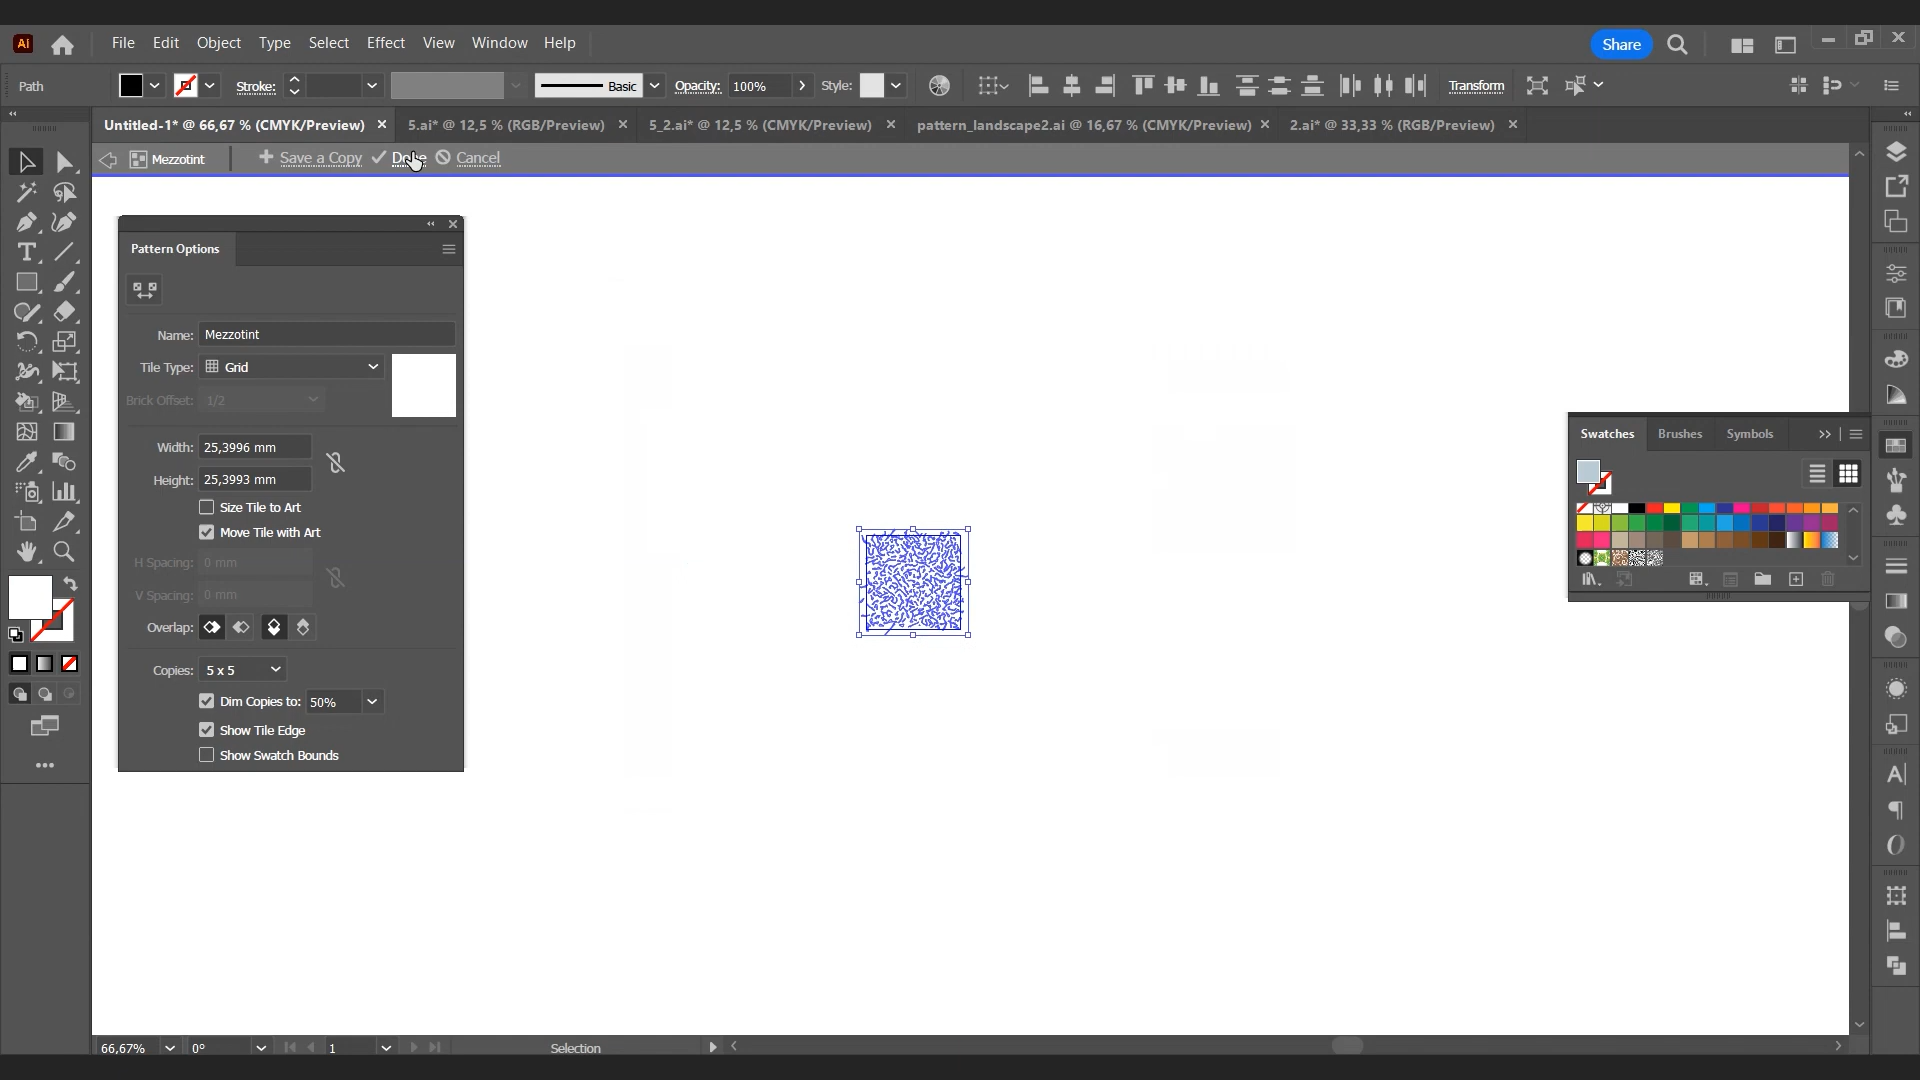 Ai
File Edit Object Type Select Effect View Window Help
Share
Path
Stroke:
Basic
Opacity: 100%
Style:
Transform
Untitled-1* @ 66,67 % (CMYK/Preview)
5.ai* @ 12,5 % (RGB/Preview)
5_2.ai* @ 12,5 % (CMYK/Preview)
pattern_landscape2.ai @ 16,67 % (CMYK/Preview)
2.ai* @ 33,33 % (RGB/Preview)
Mezzotint
Save a Copy Done Cancel
Pattern Options
Name: Mezzotint
Tile Type: Grid
Brick Offset: 1/2
Width: 25,3996 mm
Height: 25,3993 mm
Size Tile to Art
Move Tile with Art
H Spacing: 0 mm
V Spacing: 0 mm
Overlap:
Copies: 5 x 5
Dim Copies to: 50%
Show Tile Edge
Show Swatch Bounds
Swatches Brushes Symbols
66,67% 0° 1 Selection